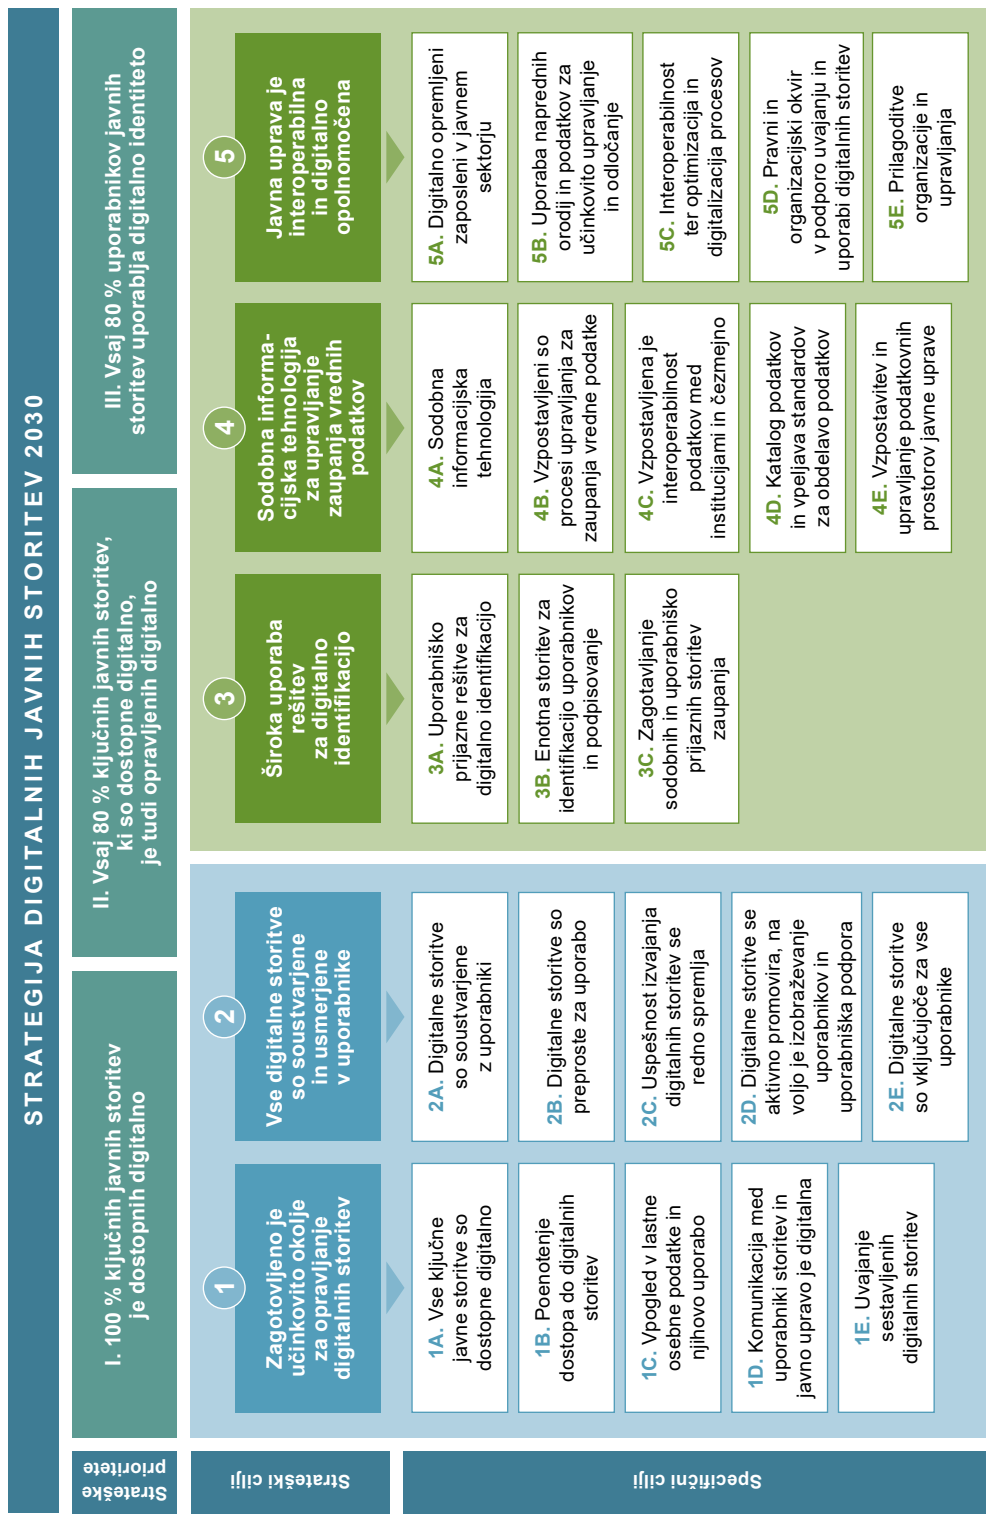 STRATEGIJA DIGITALNIH JAVNIH STORITEV 2030
Strateške
prioritete
I. 100 % ključnih javnih storitev
je dostopnih digitalno
II. Vsaj 80 % ključnih javnih storitev,
ki so dostopne digitalno,
je tudi opravljenih digitalno
III. Vsaj 80 % uporabnikov javnih
storitev uporablja digitalno identiteto
Strateški cilji
1
Zagotovljeno je
učinkovito okolje
za opravljanje
digitalnih storitev
2
Vse digitalne storitve
so soustvarjene
in usmerjene
v uporabnike
3
Široka uporaba
rešitev
za digitalno
identifikacijo
4
Sodobna informa-
cijska tehnologija
za upravljanje
zaupanja vrednih
podatkov
5
Javna uprava je
interoperabilna
in digitalno
opolnomočena
Specifični cilji
1A. Vse ključne
javne storitve so
dostopne digitalno
1B. Poenotenje
dostopa do digitalnih
storitev
1C. Vpogled v lastne
osebne podatke in
njihovo uporabo
1D. Komunikacija med
uporabniki storitev in
javno upravo je digitalna
1E. Uvajanje
sestavljenih
digitalnih storitev
2A. Digitalne storitve
so soustvarjene
z uporabniki
2B. Digitalne storitve so
preproste za uporabo
2C. Uspešnost izvajanja
digitalnih storitev se
redno spremlja
2D. Digitalne storitve se
aktivno promovira, na
voljo je izobraževanje
uporabnikov in
uporabniška podpora
2E. Digitalne storitve
so vključujoče za vse
uporabnike
3A. Uporabniško
prijazne rešitve za
digitalno identifikacijo
3B. Enotna storitev za
identifikacijo uporabnikov
in podpisovanje
3C. Zagotavljanje
sodobnih in uporabniško
prijaznih storitev
zaupanja
4A. Sodobna
informacijska
tehnologija
4B. Vzpostavljeni so
procesi upravljanja za
zaupanja vredne podatke
4C. Vzpostavljena je
interoperabilnost
podatkov med
institucijami in čezmejno
4D. Katalog podatkov
in vpeljava standardov
za obdelavo podatkov
4E. Vzpostavitev in
upravljanje podatkovnih
prostorov javne uprave
5A. Digitalno opremljeni
zaposleni v javnem
sektorju
5B. Uporaba naprednih
orodij in podatkov za
učinkovito upravljanje
in odločanje
5C. Interoperabilnost
ter optimizacija in
digitalizacija procesov
5D. Pravni in
organizacijski okvir
v podporo uvajanju in
uporabi digitalnih storitev
5E. Prilagoditve
organizacije in
upravljanja